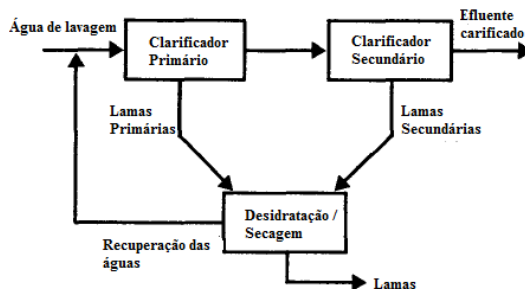 Água de lavagem
Clarificador
Primário
Clarificador
Secundário
Efluente
carificado
Lamas
Primárias
Lamas
Secundárias
Desidratação /
Secagem
Recuperação das
águas
Lamas